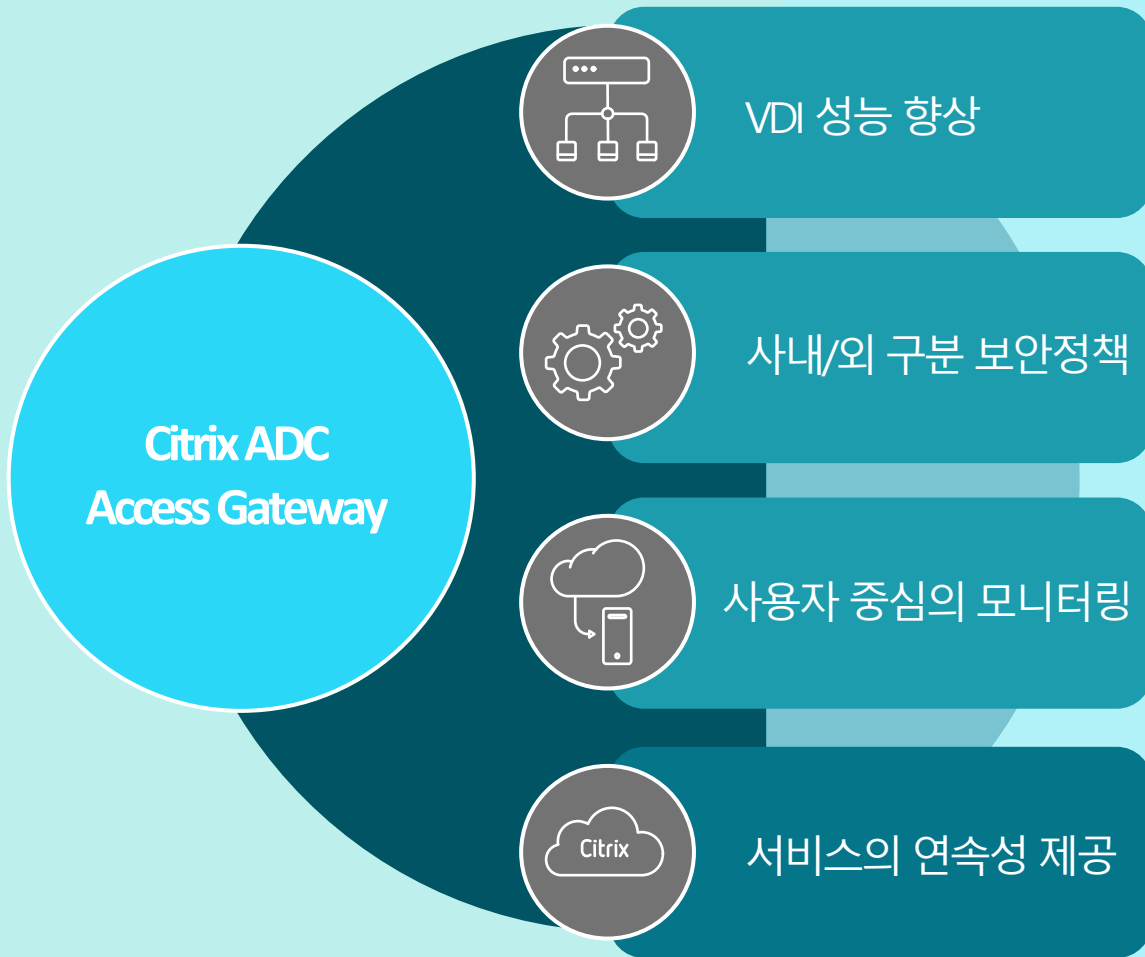 VDI 성능 향상
사내/외 구분 보안정책
Citrix ADC
Access Gateway
사용자 중심의 모니터링
Citrix
서비스의 연속성 제공